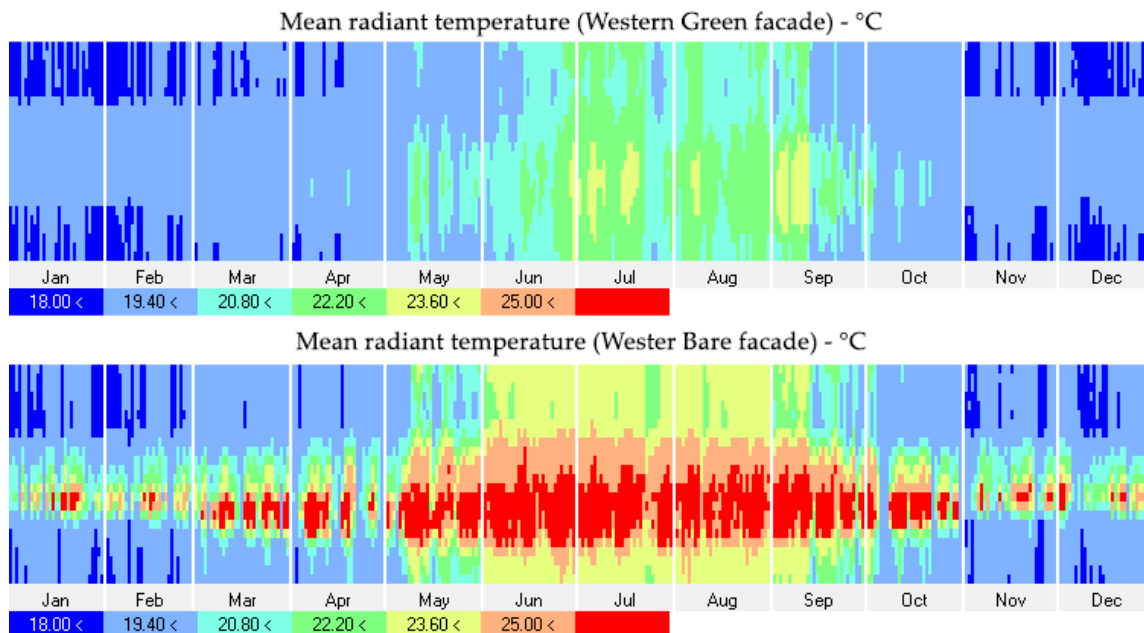 Mean radiant temperature (Western Green facade) - °C
Jan Feb Mar Apr May Jun Jul Aug Sep Oct Nov Dec
18.00 < 19.40 < 20.80 < 22.20 < 23.60 < 25.00 <
Mean radiant temperature (Wester Bare facade) - °C
Jan Feb Mar Apr May Jun Jul Aug Sep Oct Nov Dec
18.00 < 19.40 < 20.80 < 22.20 < 23.60 < 25.00 <